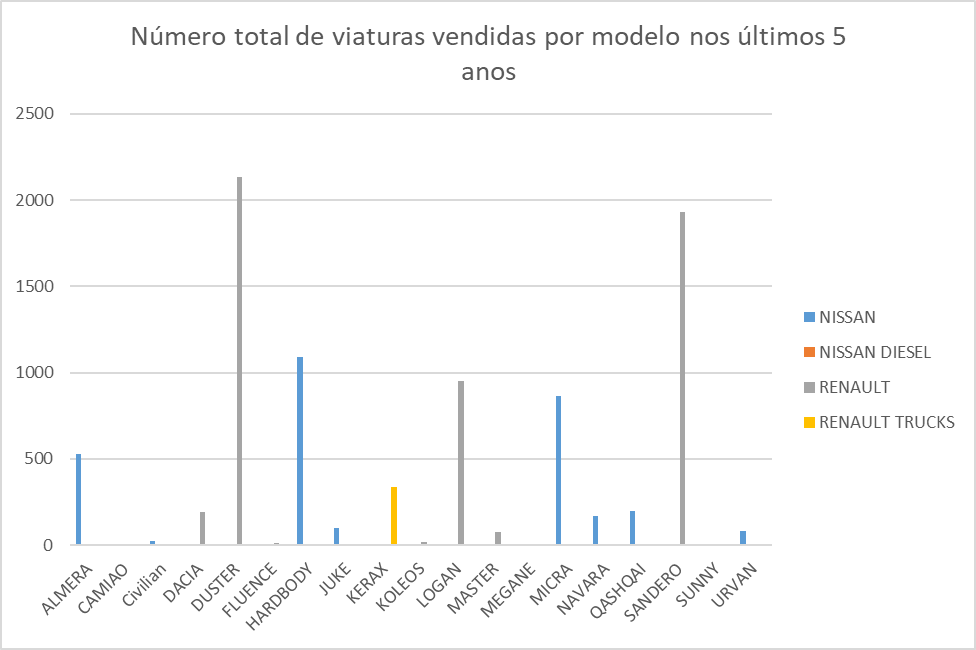 Número total de viaturas vendidas por modelo nos últimos 5
anos
2500
2000
1500
1000
500
0
ALMERA
CAMIAO
Civilian
DACIA
DUSTER
FLUENCE
HARDBODY
JUKE
KERAX
KOLEOS
LOGAN
MASTER
MEGANE
MICRA
NAVARA
QASHQAI
SANDERO
SUNNY
URVAN
NISSAN
NISSAN DIESEL
RENAULT
RENAULT TRUCKS